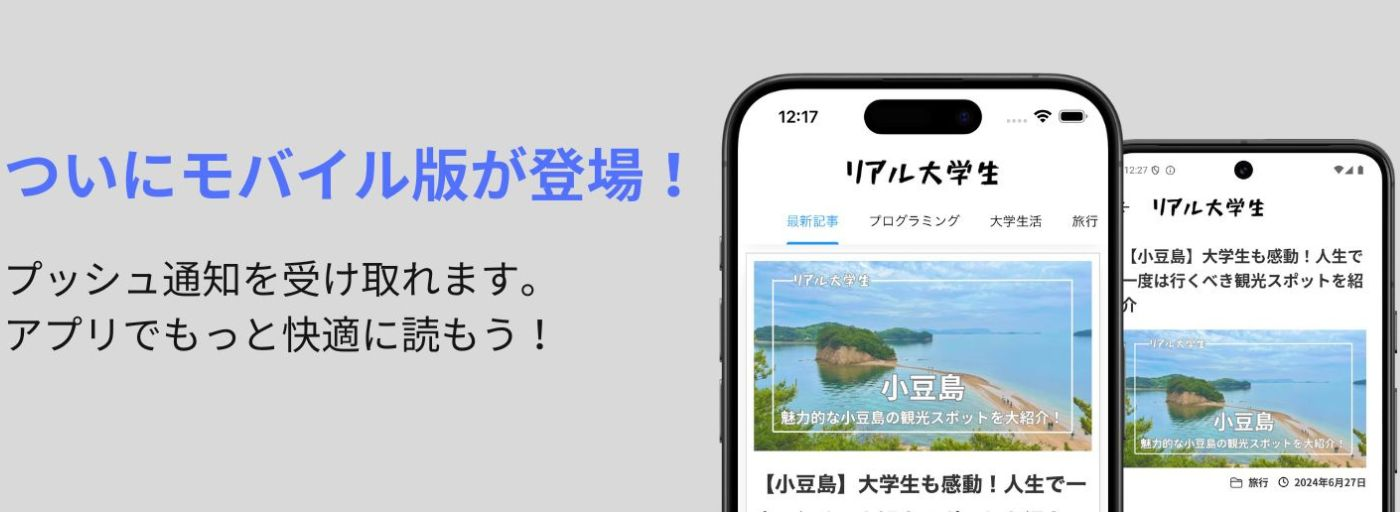 ついにモバイル版が登場！
プッシュ通知を受け取れます。
アプリでもっと快適に読もう！
12:17
リアル大学生
最新記事 プログラミング 大学生活 旅行
リアル大学生
小豆島
魅力的な小豆島の観光スポットを大紹介！
【小豆島】大学生も感動！人生で一
12:27
リアル大学生
【小豆島】大学生も感動！人生で
一度は行くべき観光スポットを紹
介
リアル大学生
小豆島
魅力的な小豆島の観光スポットを大紹介！
旅行 2024年6月27日